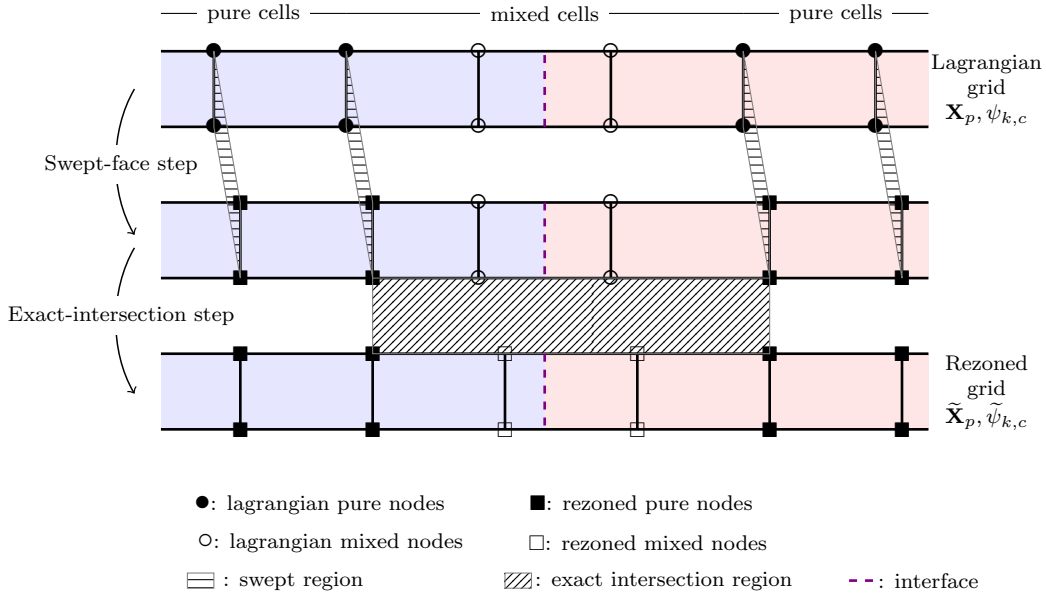 pure cells mixed cells pure cells
Lagrangian
grid
X_p, ψ_{k,c}
Swept-face step
Exact-intersection step
Rezoned
grid
X̃_p, ψ̃_{k,c}
: lagrangian pure nodes : rezoned pure nodes
: lagrangian mixed nodes : rezoned mixed nodes
: swept region : exact intersection region : interface